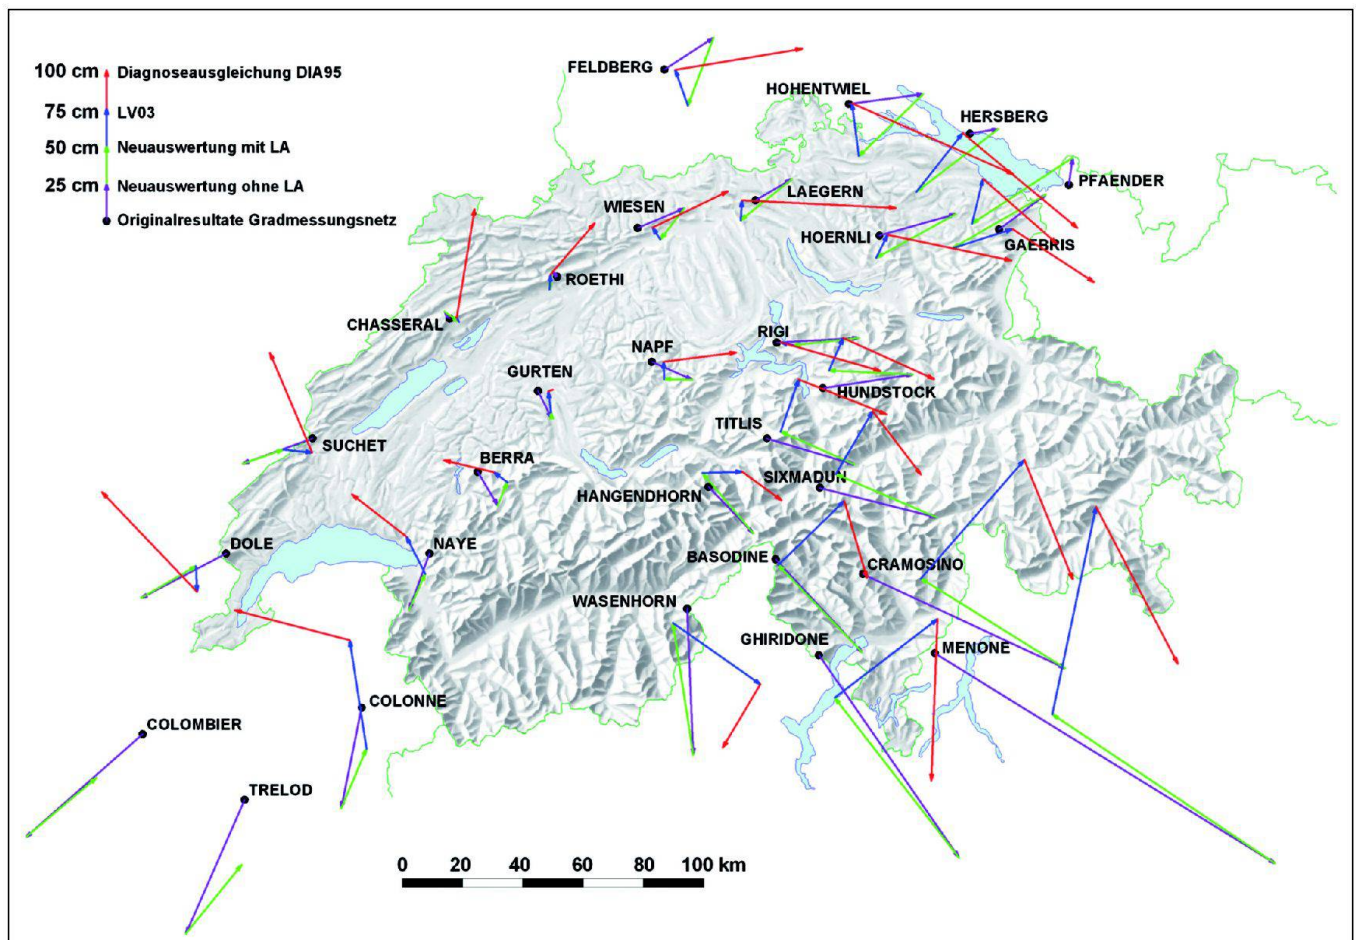 100 cm Diagnoseausgleichung DIA95
75 cm LV03
50 cm Neuauswertung mit LA
25 cm Neuauswertung ohne LA
Originalresultate Gradmessungsnetz
FELDBERG
HOHENTWIEL
HERSBERG
PFAENDER
LAEGERN
WIESEN
HOERNLI
GAEBRIS
ROETHI
CHASSERAL
RIGI
NAPF
GURTEN
HUNDSTOCK
TITLIS
SUCHET
BERRA
SIXMADUN
HANGENDHORN
DOLE
NAYE
BASODINE
CRAMOSINO
WASENHORN
GHIRIDONE
MENONE
COLONNE
COLOMBIER
TRELOD
0 20 40 60 80 100 km